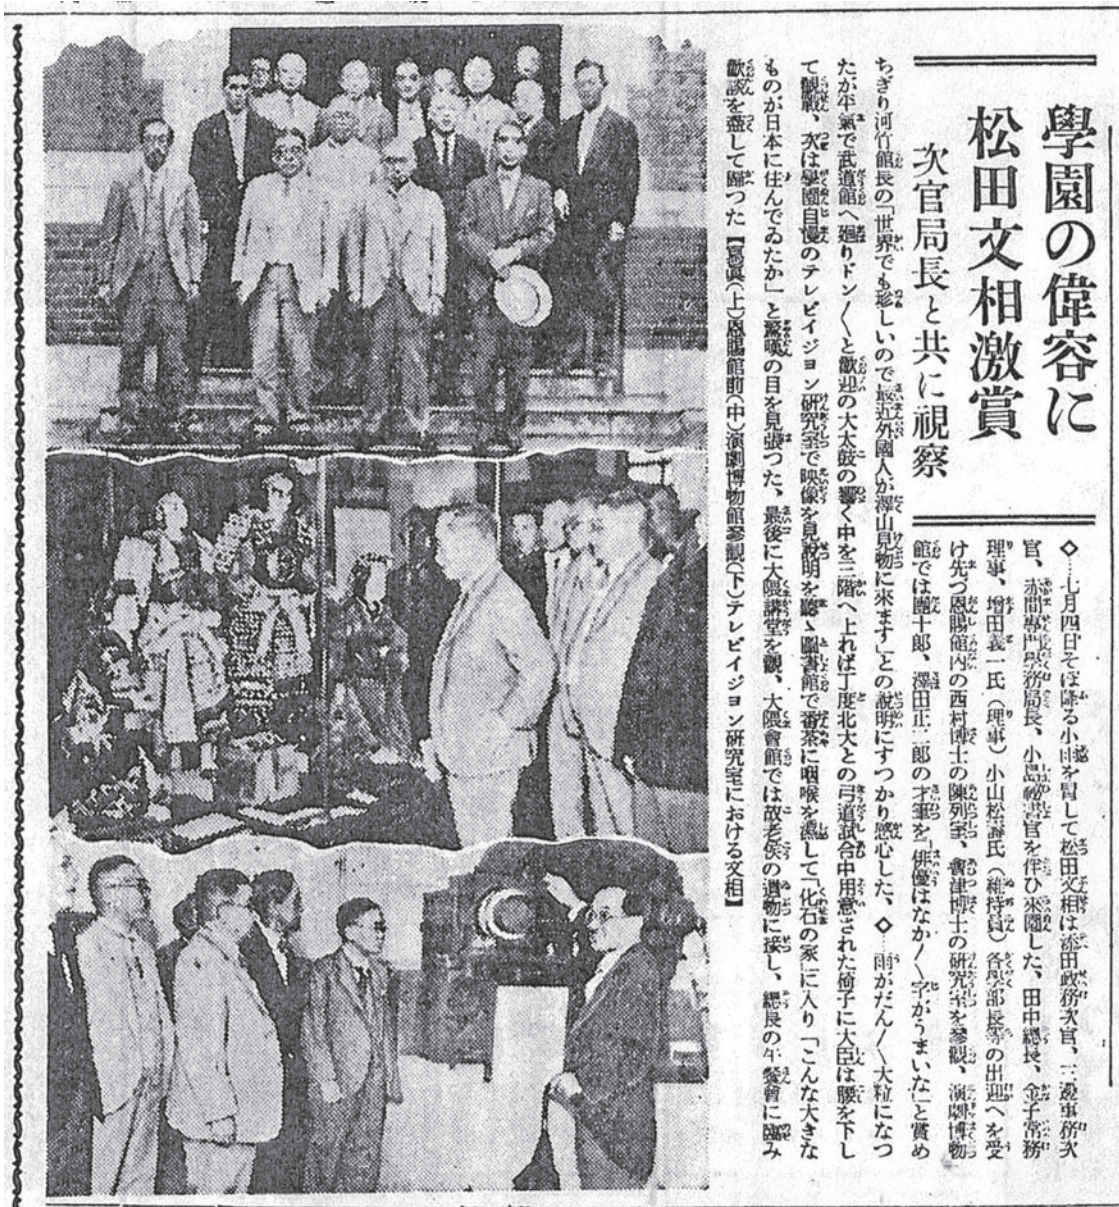 學園の偉容に
松田文相激賞
次官局長と共に視察
◇…七月四日そぼ降る小雨を冒して松田文相は添田政務次官、三邊事務次
官、赤間專門學務局長、小島秘書官を伴ひ來園した、田中總長、金子常務
理事、增田義一氏（理事）小山松壽氏（維持員）各學部長等の出迎へを受
け先づ恩賜館内の西村博士の陳列室、會津博士の研究室を參觀、演劇博物
館では團十郎、澤田正二郎の才筆を「俳優はなか〳〵字がうまいな」と賞め
ちぎり河竹館長の「世界でも珍しいので最近外國人が澤山見物に來ます」との說明にすつかり感心した、◇…雨がだん〳〵大粒になつ
たが平氣で武道館へ廻りドン〳〵と歡迎の大太鼓の響く中を二階へ上れば丁度北大との弓道試合中用意された椅子に大臣は腰を下し
て觀戰、次は學園自慢のテレビイジョン研究室で映像を見說明を聽き圖書館で番茶に咽喉を濕して「化石の家」に入り「こんな大きな
ものが日本に住んでゐたか」と驚嘆の目を見張つた、最後に大隈講堂を觀、大隈會館では故老侯の遺物に接し、總長の午餐會に臨み
歡談を盡して歸つた【寫眞（上）恩賜館前（中）演劇博物館參觀（下）テレビイジョン研究室における文相】